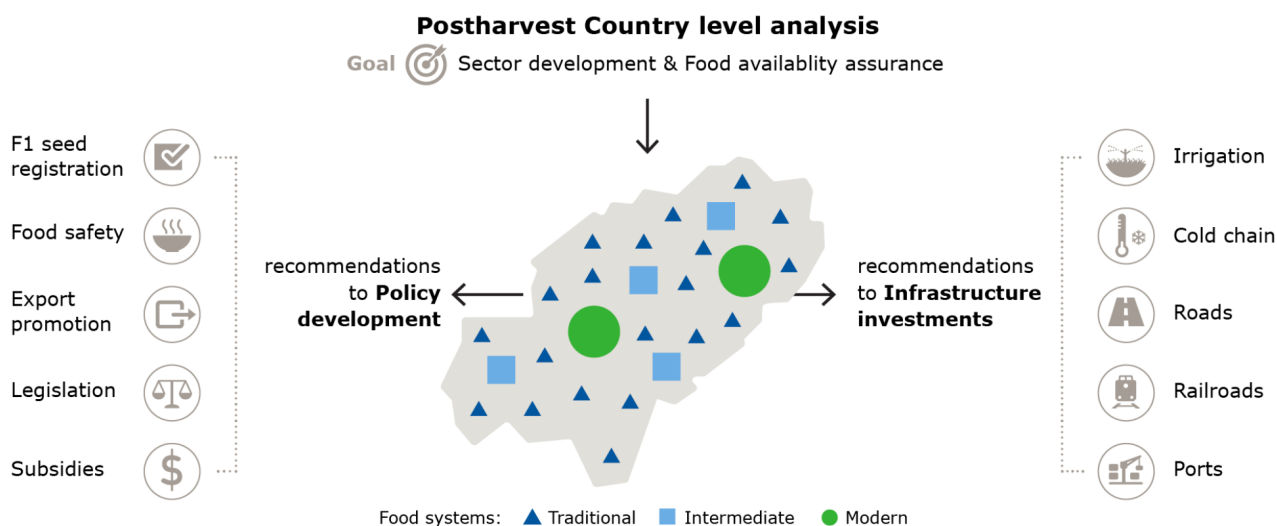 Postharvest Country level analysis
Goal Sector development & Food availablity assurance
F1 seed
registration
Food safety
Export
promotion
Legislation
Subsidies
recommendations
to Policy
development
recommendations
to Infrastructure
investments
Irrigation
Cold chain
Roads
Railroads
Ports
Food systems: Traditional Intermediate Modern